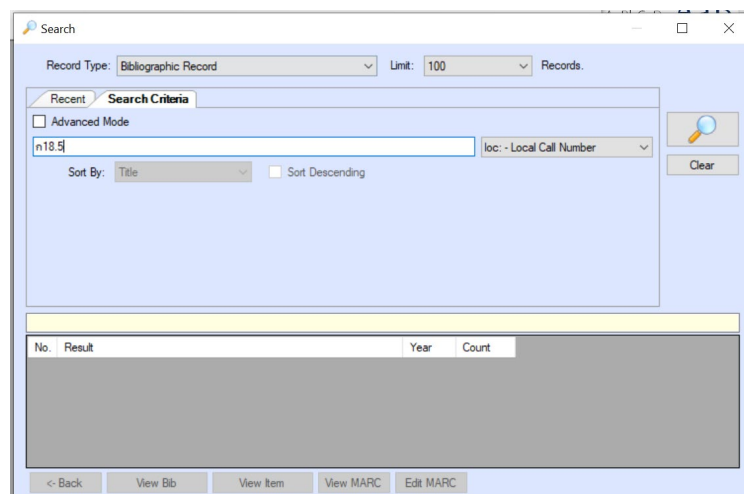 Search
Record Type: Bibliographic Record Limit: 100 Records.
Recent Search Criteria
Advanced Mode
n18.5 loc: - Local Call Number
Sort By: Title Sort Descending
Clear
No. Result Year Count
<- Back View Bib View Item View MARC Edit MARC